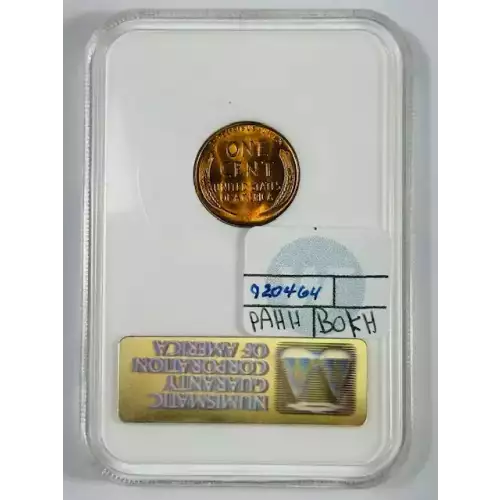 ONE
CENT
UNITED STATES
OF AMERICA
920464
PAHH BOKH
NUMISMATIC
GUARANTY
CORPORATION
OF AMERICA